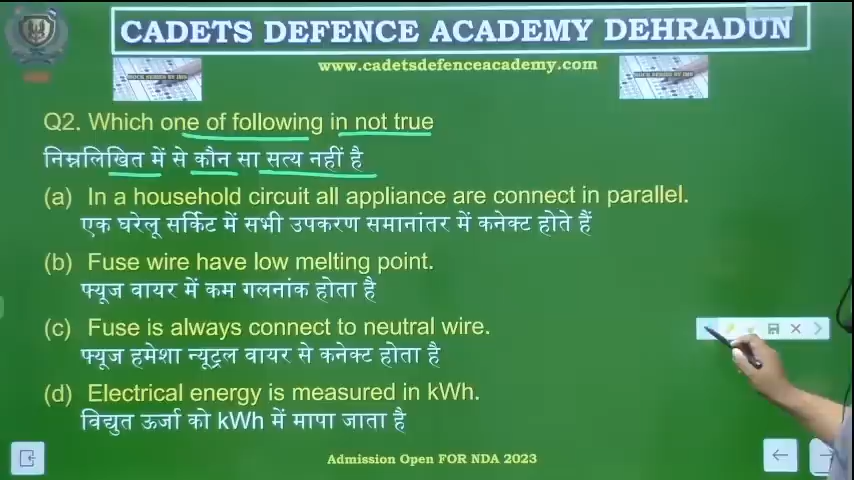 CADETS DEFENCE ACADEMY DEHRADUN
www.cadetsdefenceacademy.com
Q2. Which one of following in not true
निम्नलिखित में से कौन सा सत्य नहीं है
(a) In a household circuit all appliance are connect in parallel.
एक घरेलू सर्किट में सभी उपकरण समानांतर में कनेक्ट होते हैं
(b) Fuse wire have low melting point.
फ्यूज वायर में कम गलनांक होता है
(c) Fuse is always connect to neutral wire.
फ्यूज हमेशा न्यूट्रल वायर से कनेक्ट होता है
(d) Electrical energy is measured in kWh.
विद्युत ऊर्जा को kWh में मापा जाता है
Admission Open FOR NDA 2023